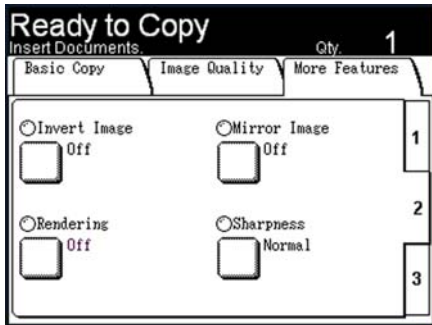 Ready to Copy
Insert Documents. Qty. 1
Basic Copy Image Quality More Features
Invert Image Mirror Image
Off Off
1
2
Rendering Sharpness
Off Normal
3